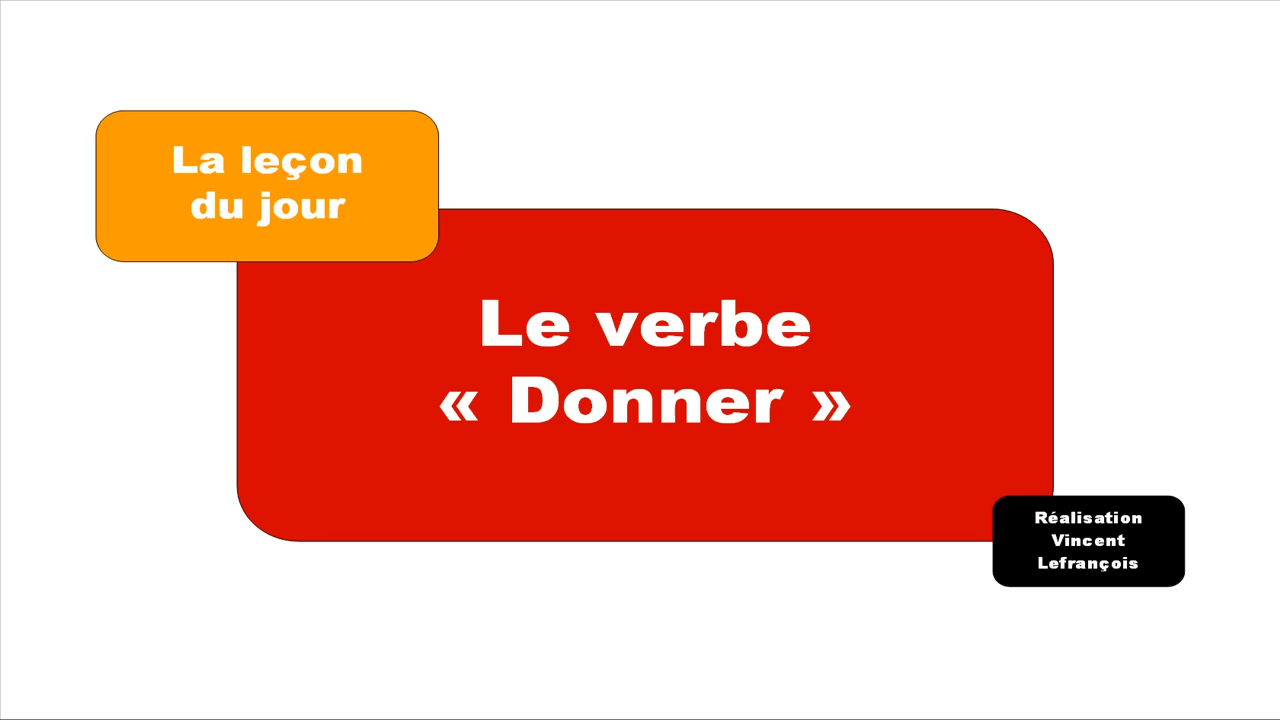 La leçon
du jour
Le verbe
« Donner »
Réalisation
Vincent
Lefrançois